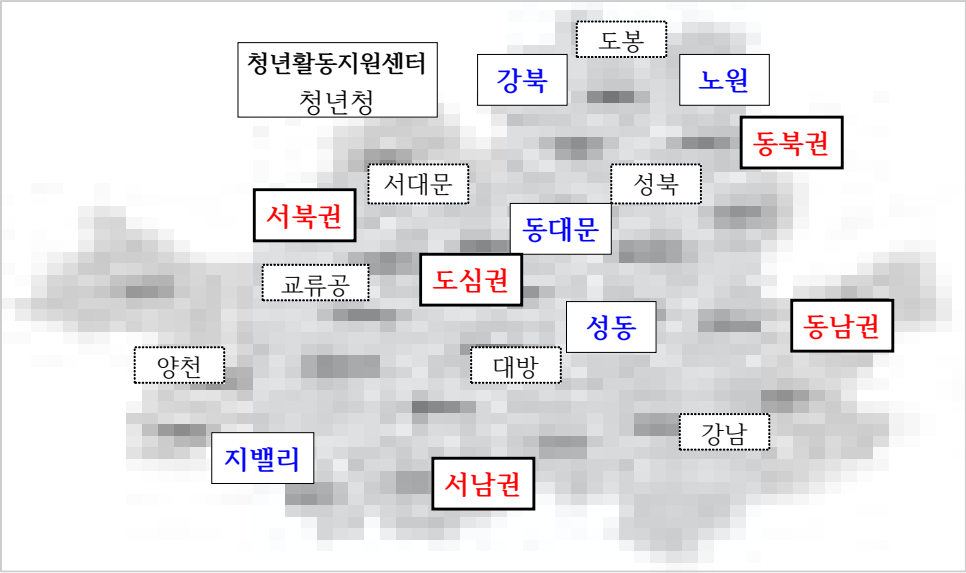 도봉
청년활동지원센터
청년청
강북
노원
동북권
서대문
성북
서북권
동대문
도심권
교류공
성동
동남권
양천
대방
강남
지밸리
서남권